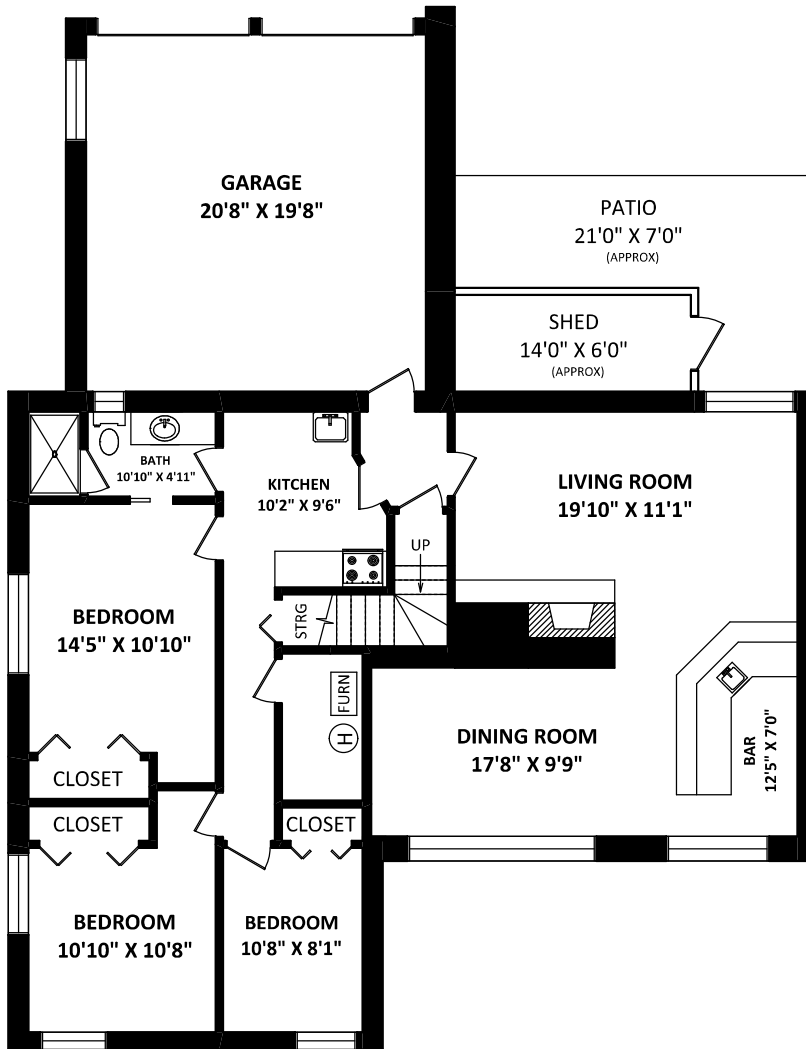 GARAGE
20'8" X 19'8"
PATIO
21'0" X 7'0"
(APPROX)
SHED
14'0" X 6'0"
(APPROX)
BATH
10'10" X 4'11"
KITCHEN
10'2" X 9'6"
LIVING ROOM
19'10" X 11'1"
UP
BEDROOM
14'5" X 10'10"
STRG
FURN
H
DINING ROOM
17'8" X 9'9"
BAR
12'5" X 7'0"
CLOSET
CLOSET
CLOSET
BEDROOM
10'10" X 10'8"
BEDROOM
10'8" X 8'1"